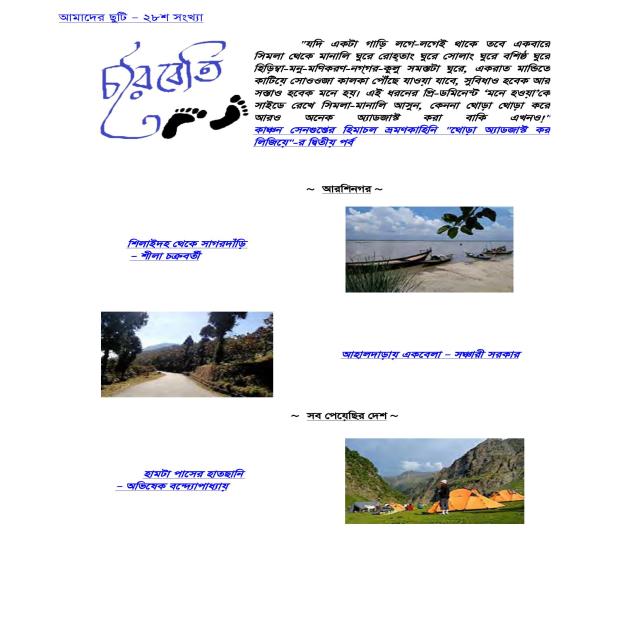 আমাদের ছুটি – ২৮শ সংখ্যা
চরৈবেতি
"যদি একটা গাড়ি লগে-লগেই থাকে তবে একবারে
সিমলা থেকে মানালি ঘুরে রোহ্‌তাং ঘুরে সোলাং ঘুরে বশিষ্ঠ ঘুরে
হিড়িম্বা-মনু-মণিকরণ-নগ্গর-কুলু সমস্তটা ঘুরে, একরাত মান্ডিতে
কাটিয়ে সোওওজা কালকা পৌঁছে যাওয়া যাবে, সুবিধাও হবেক আর
সস্তাও হবেক মনে হয়। এই ধরনের প্রি-ডমিনেন্ট 'মনে হওয়া'কে
সাইডে রেখে সিমলা-মানালি আসুন, কেননা থোড়া থোড়া করে
আরও অনেক অ্যাডজাস্ট করা বাকি এখনও!"
কাঞ্চন সেনগুপ্তের হিমাচল ভ্রমণকাহিনি "থোড়া অ্যাডজাস্ট কর
লিজিয়ে"-র দ্বিতীয় পর্ব
~ আরশিনগর ~
শিলাইদহ থেকে সাগরদাঁড়ি
– শীলা চক্রবর্তী
আহালদাড়ায় একবেলা – সঞ্চারী সরকার
~ সব পেয়েছির দেশ ~
হামটা পাসের হাতছানি
– অভিষেক বন্দ্যোপাধ্যায়